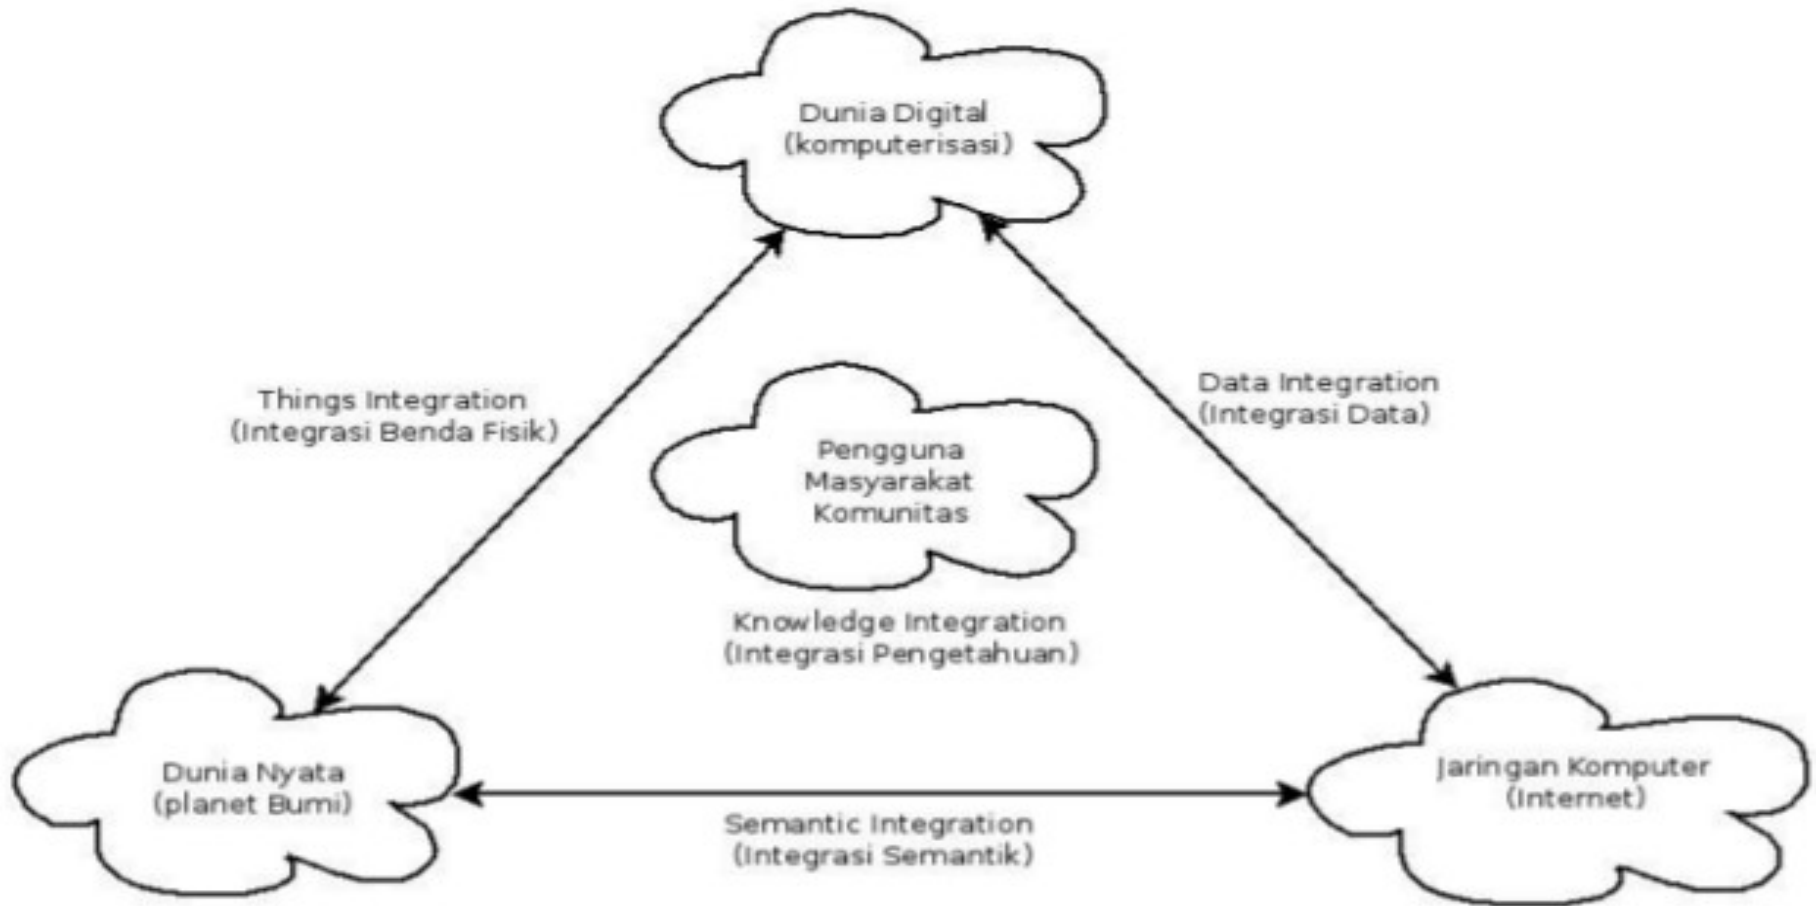 Dunia Digital
(komputerisasi)
Things Integration
(Integrasi Benda Fisik)
Data Integration
(Integrasi Data)
Pengguna
Masyarakat
Komunitas
Knowledge Integration
(Integrasi Pengetahuan)
Dunia Nyata
(planet Bumi)
Jaringan Komputer
(Internet)
Semantic Integration
(Integrasi Semantik)